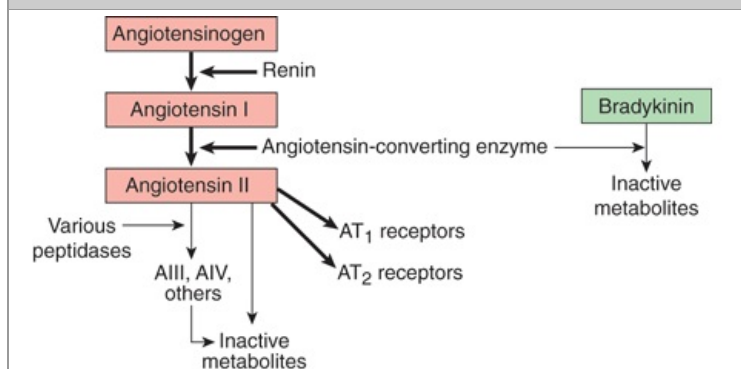 Angiotensinogen
Renin
Angiotensin I
Bradykinin
Angiotensin-converting enzyme
Angiotensin II
Inactive
metabolites
Various
peptidases
AT1 receptors
AT2 receptors
AIII, AIV,
others
Inactive
metabolites